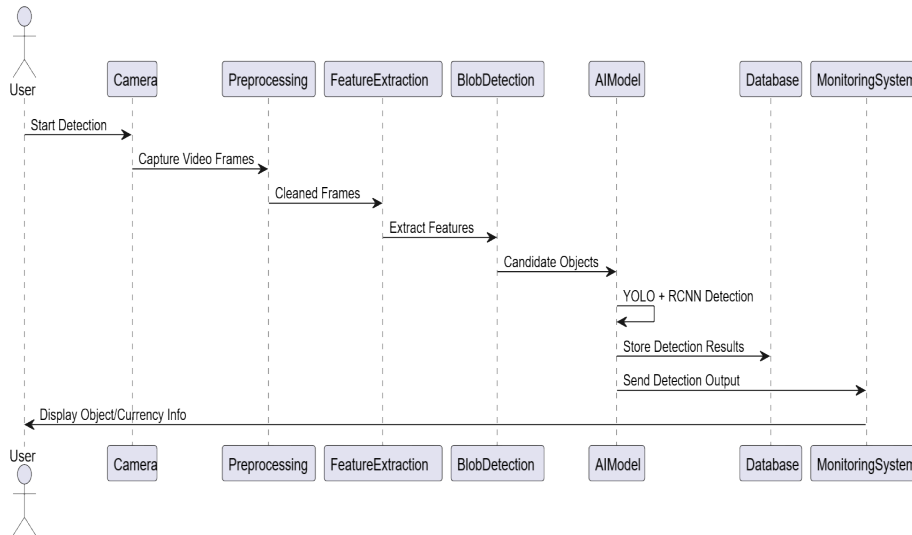 User
Camera
Preprocessing
FeatureExtraction
BlobDetection
AIModel
Database
MonitoringSystem
Start Detection
Capture Video Frames
Cleaned Frames
Extract Features
Candidate Objects
YOLO + RCNN Detection
Store Detection Results
Send Detection Output
Display Object/Currency Info
User
Camera
Preprocessing
FeatureExtraction
BlobDetection
AIModel
Database
MonitoringSystem